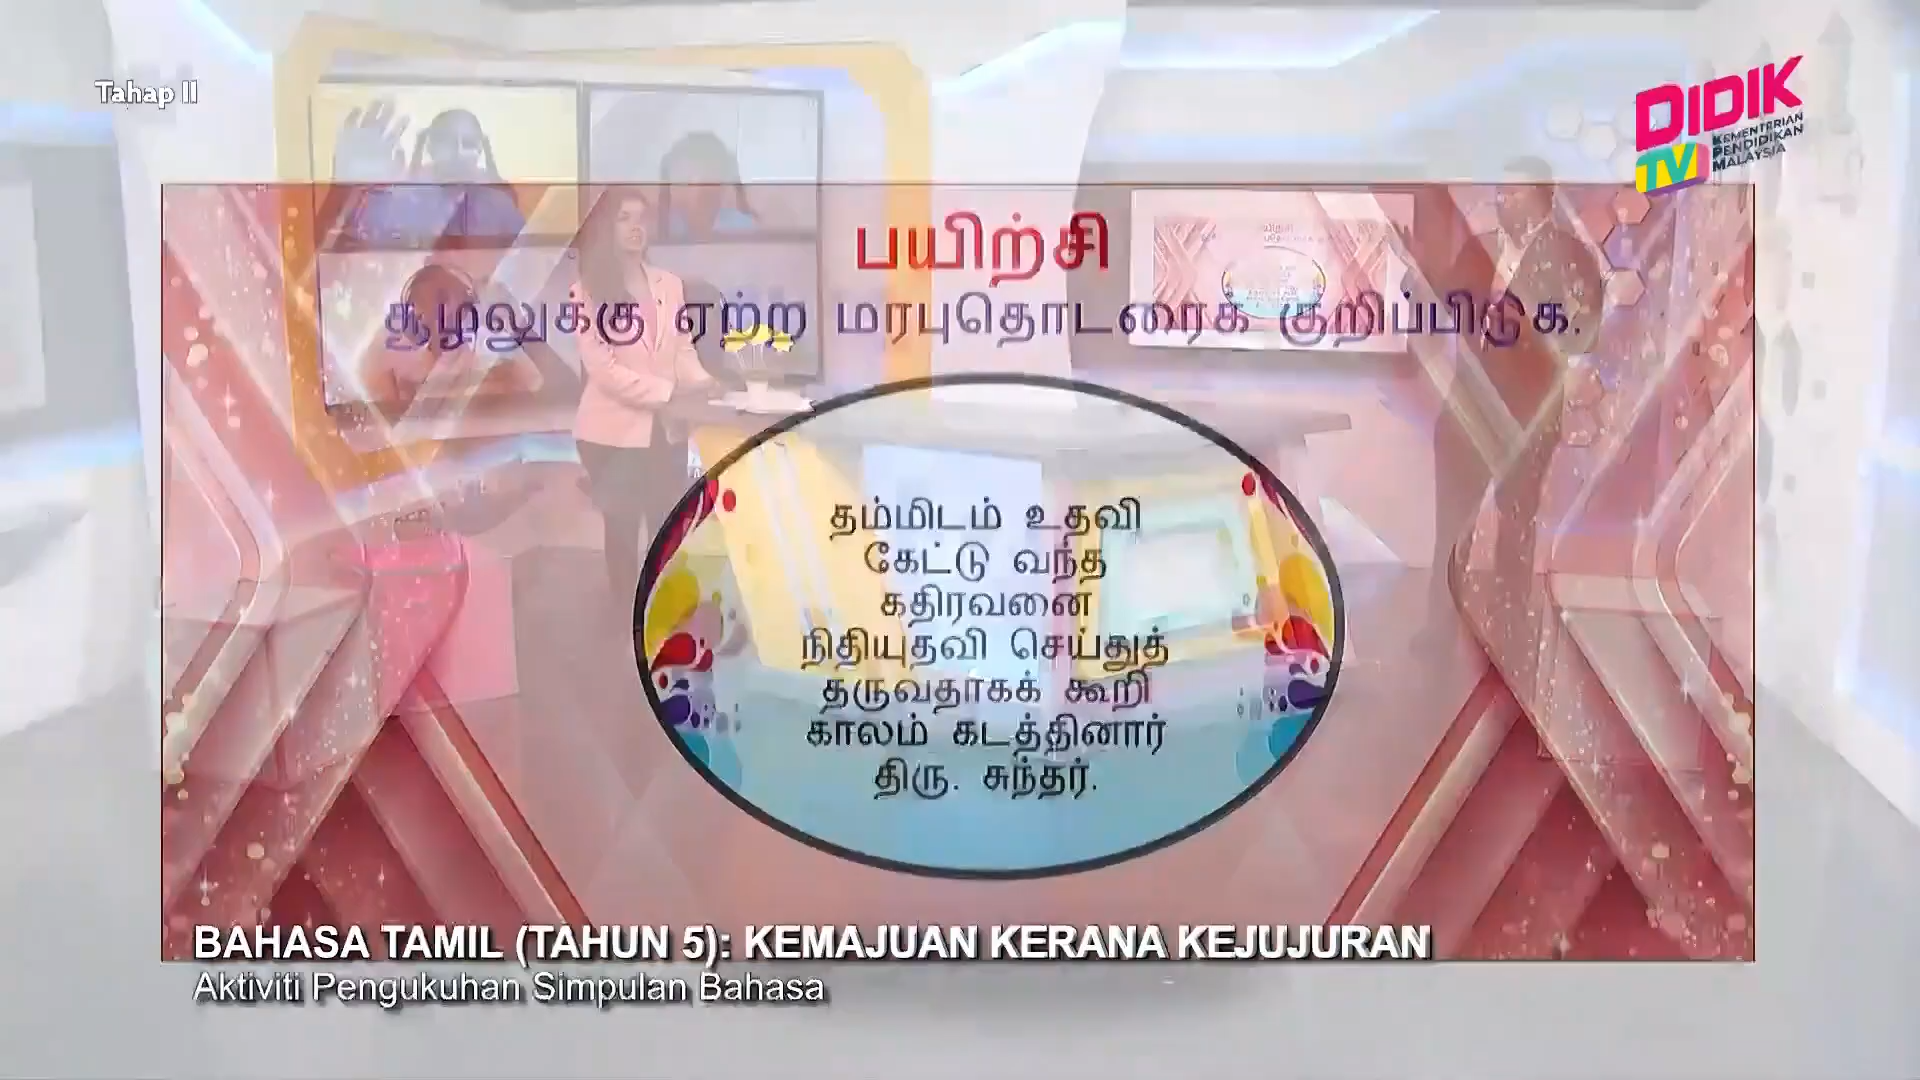 Tahap II
DIDIK
TV
KEMENTERIAN
PENDIDIKAN
MALAYSIA
பயிற்சி
சூழலுக்கு ஏற்ற மரபுதொடரைக் குறிப்பிடுக.
தம்மிடம் உதவி
கேட்டு வந்த
கதிரவனை
நிதியுதவி செய்துத்
தருவதாகக் கூறி
காலம் கடத்தினார்
திரு. சுந்தர்.
BAHASA TAMIL (TAHUN 5): KEMAJUAN KERANA KEJUJURAN
Aktiviti Pengukuhan Simpulan Bahasa